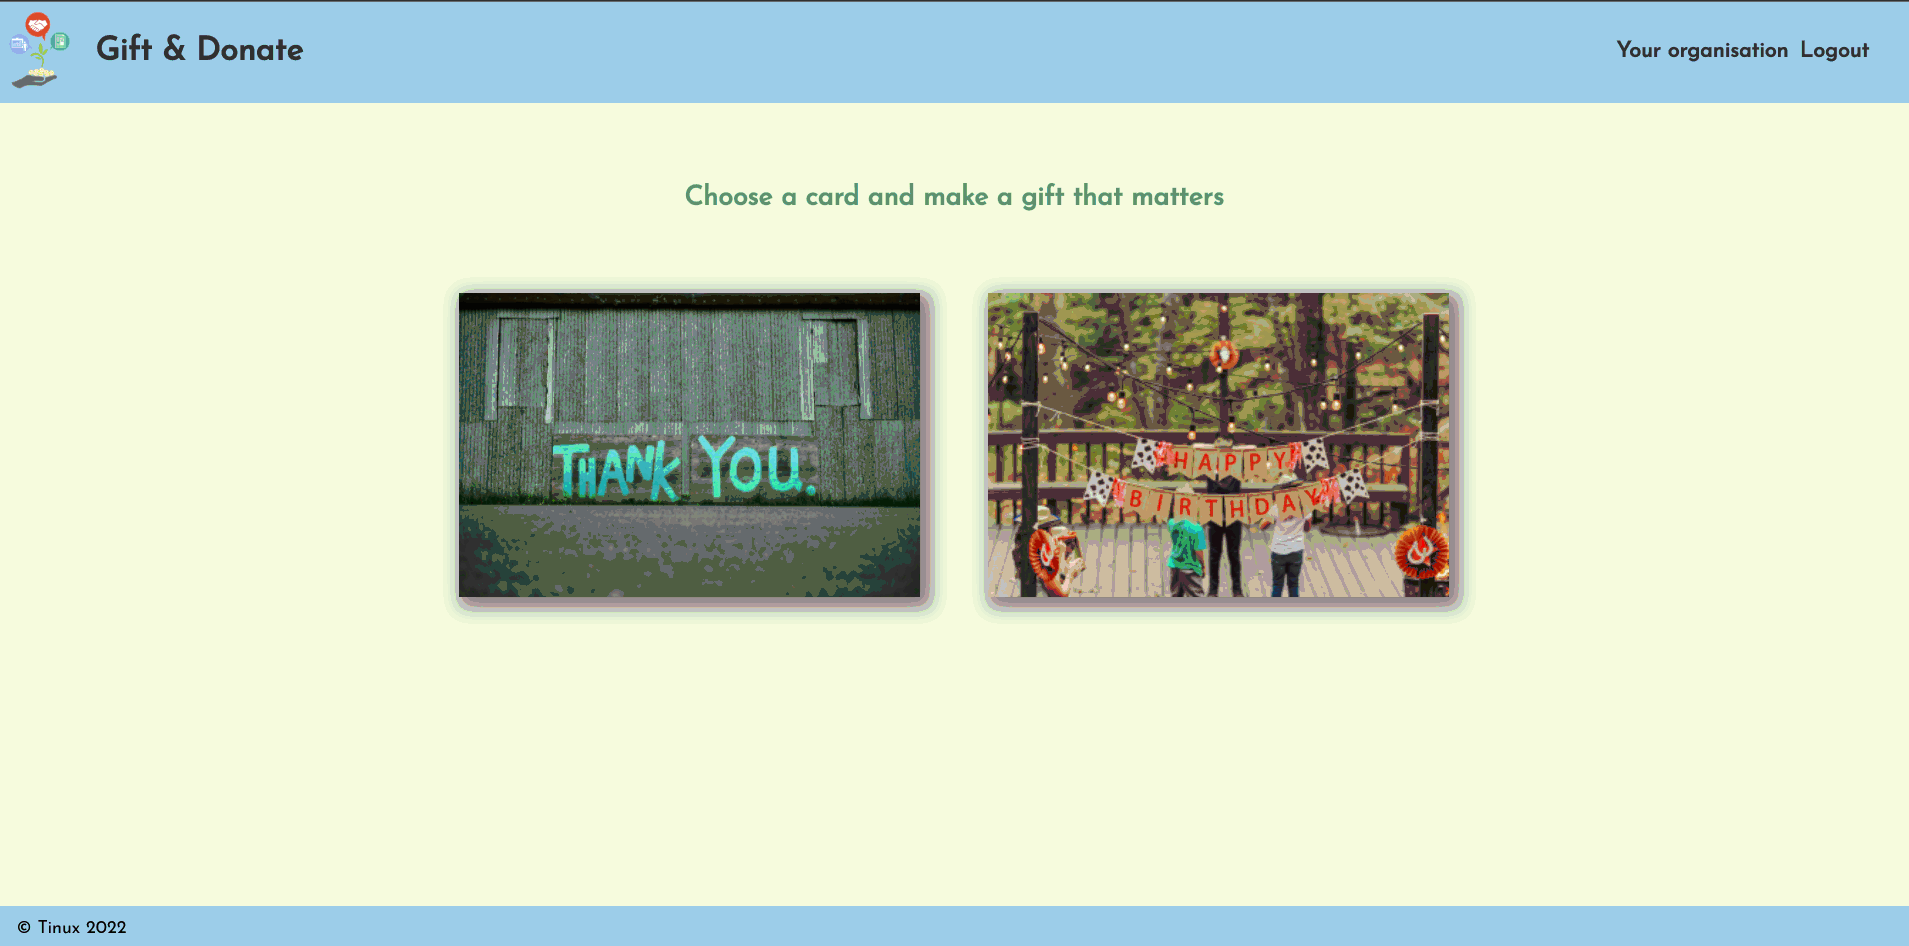 Gift & Donate
Your organisation Logout
Choose a card and make a gift that matters
THANK YOU.
HAPPY
BIRTHDAY
© Tinux 2022